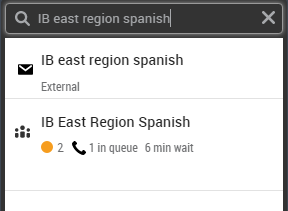 IB east region spanish
IB east region spanish
External
IB East Region Spanish
2 1 in queue 6 min wait